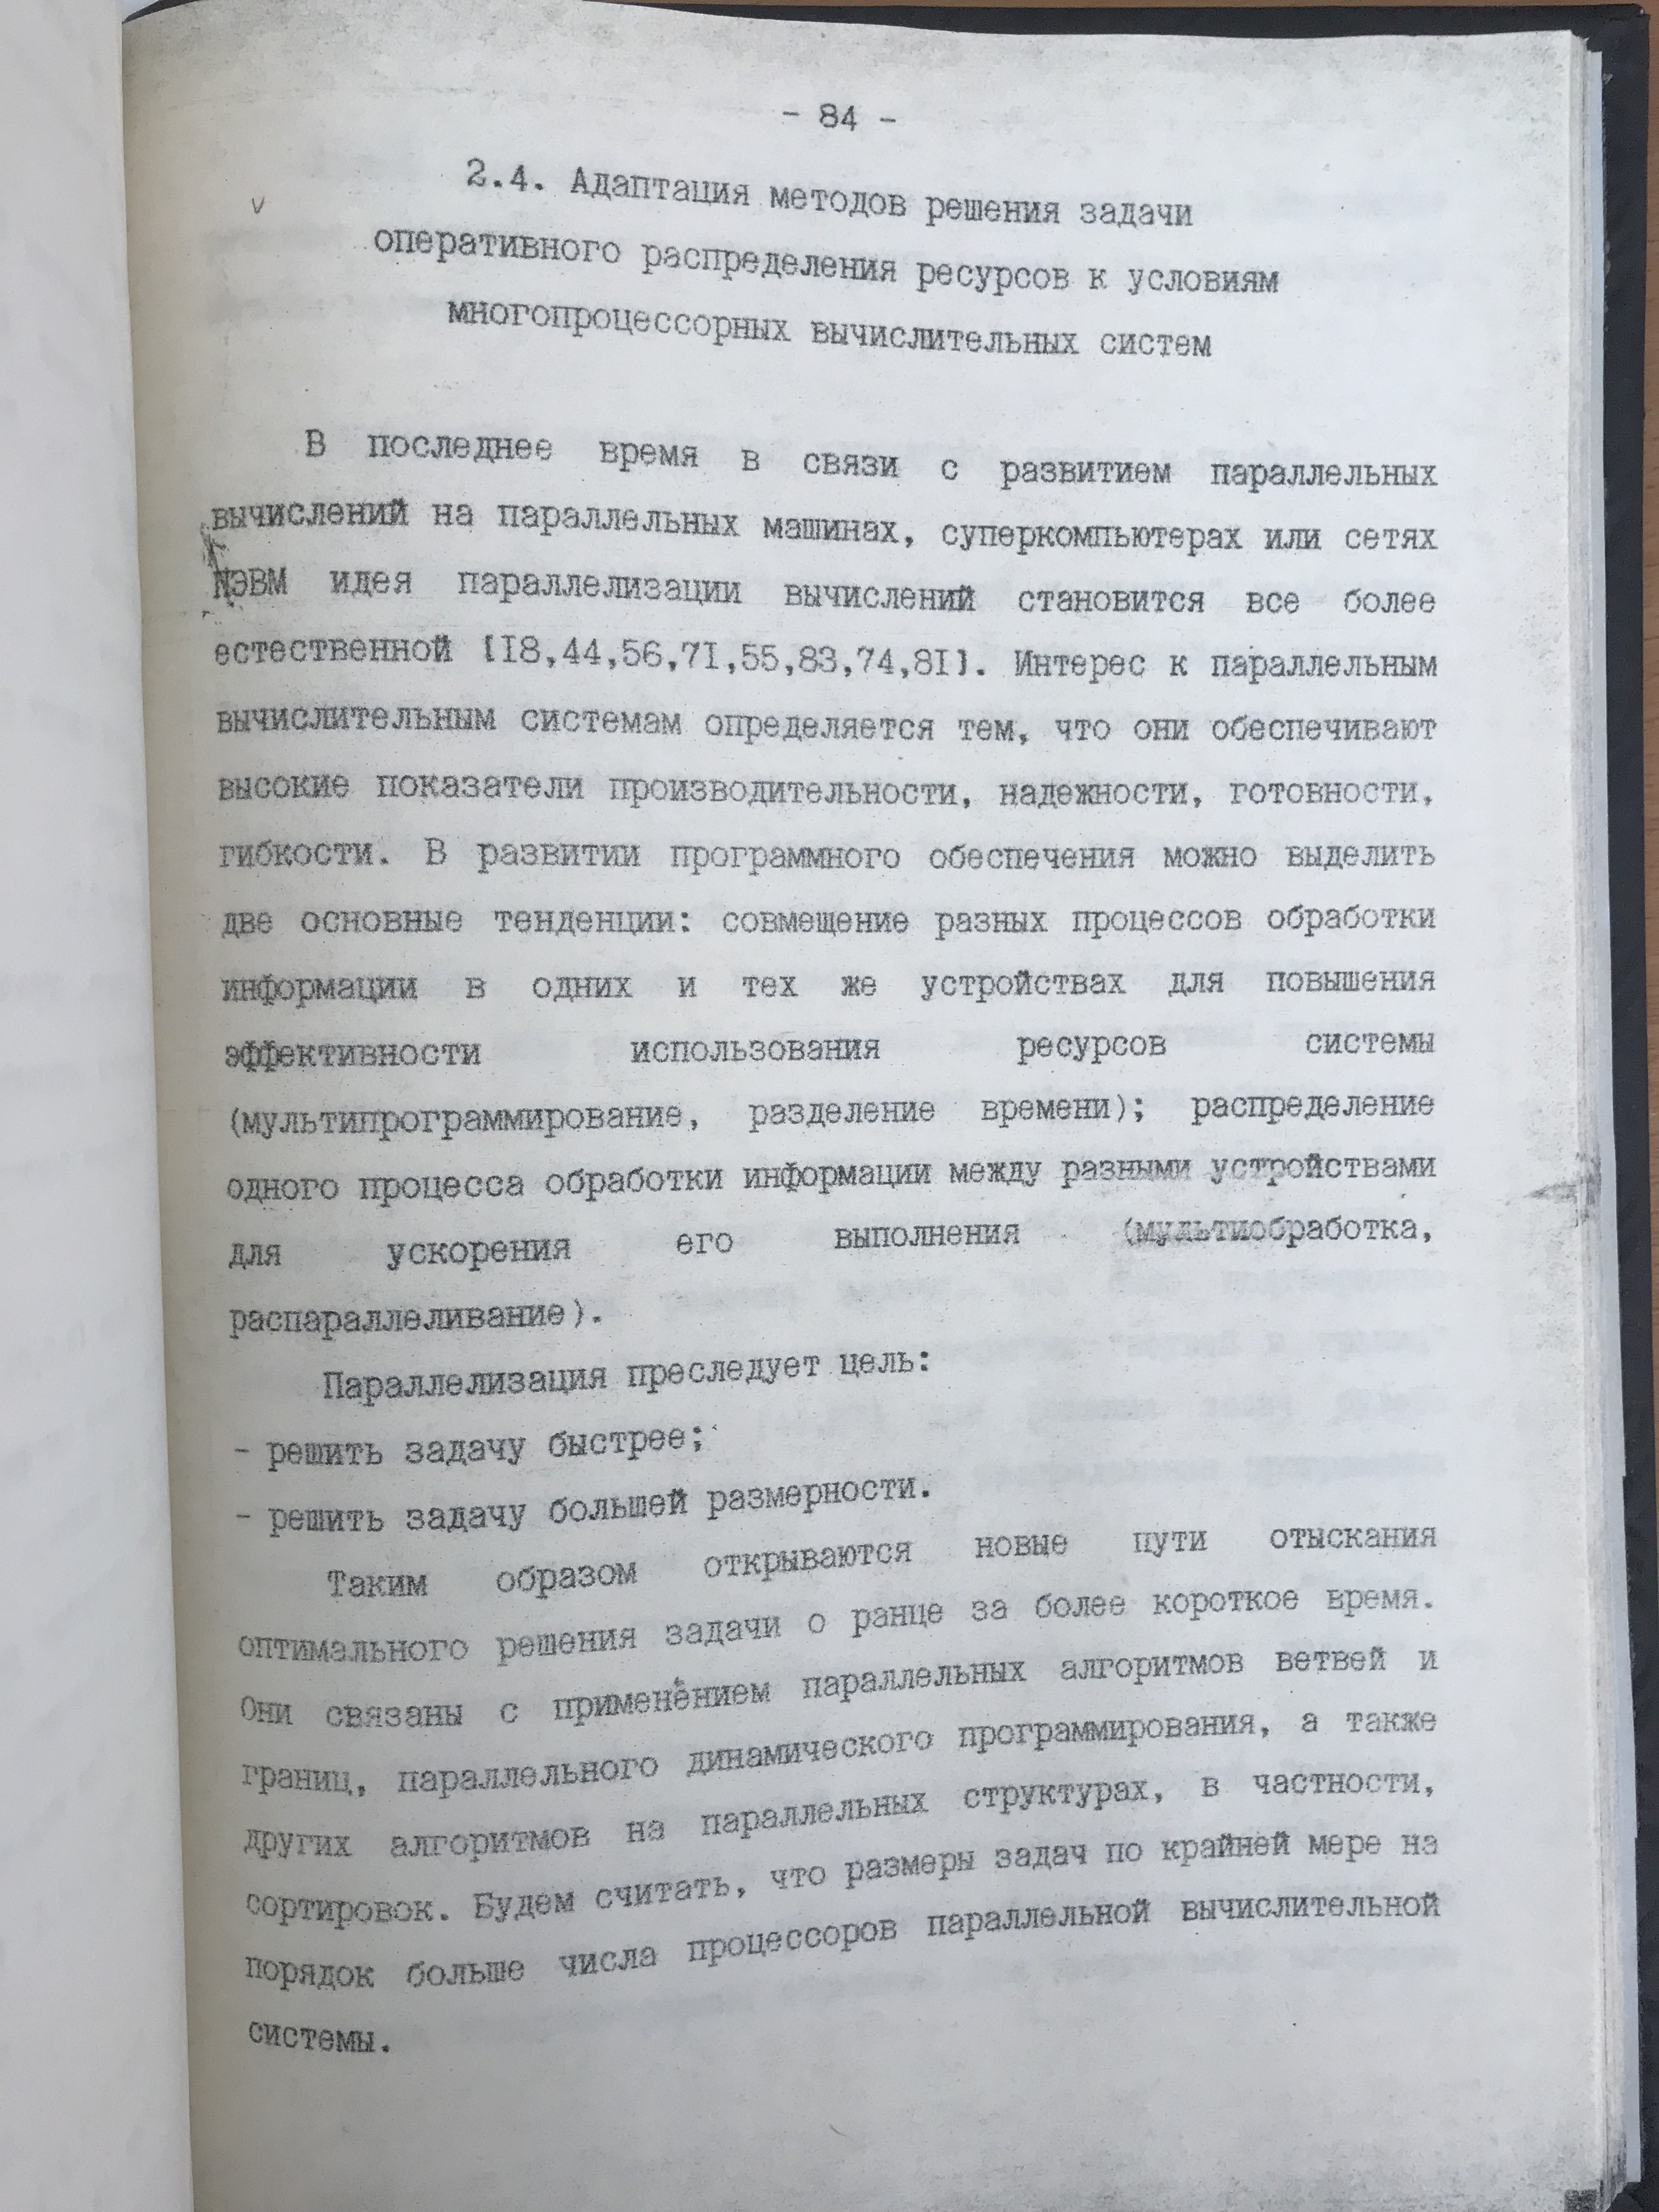 - 84 -
2.4. Адаптация методов решения задачи
оперативного распределения ресурсов к условиям
многопроцессорных вычислительных систем
В последнее время в связи с развитием параллельных
вычислений на параллельных машинах, суперкомпьютерах или сетях
ПЭВМ идея параллелизации вычислений становится все более
естественной [I8,44,56,7I,55,83,74,8I]. Интерес к параллельным
вычислительным системам определяется тем, что они обеспечивают
высокие показатели производительности, надежности, готовности,
гибкости. В развитии программного обеспечения можно выделить
две основные тенденции: совмещение разных процессов обработки
информации в одних и тех же устройствах для повышения
эффективности использования ресурсов системы
(мультипрограммирование, разделение времени); распределение
одного процесса обработки информации между разными устройствами
для ускорения его выполнения (мультиобработка,
распараллеливание).
Параллелизация преследует цель:
- решить задачу быстрее;
- решить задачу большей размерности.
Таким образом открываются новые пути отыскания
оптимального решения задачи о ранце за более короткое время.
Они связаны с применением параллельных алгоритмов ветвей и
границ, параллельного динамического программирования, а также
других алгоритмов на параллельных структурах, в частности,
сортировок. Будем считать, что размеры задач по крайней мере на
порядок больше числа процессоров параллельной вычислительной
системы.